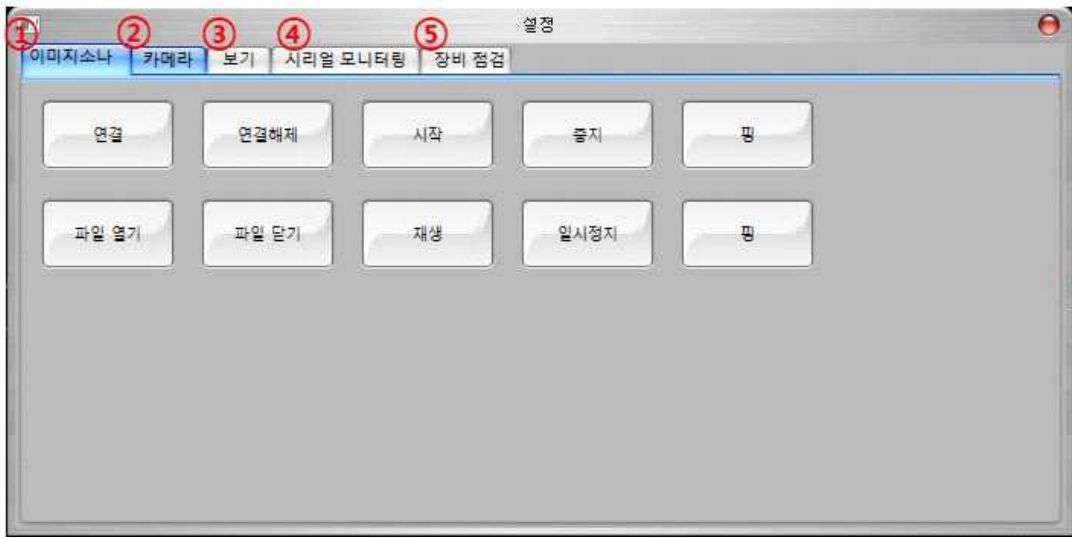 설정
① ② ③ ④ ⑤
이미지소나 카메라 보기 시리얼 모니터링 장비 점검
연결 연결해제 시작 중지 핑
파일 열기 파일 닫기 재생 일시정지 핑